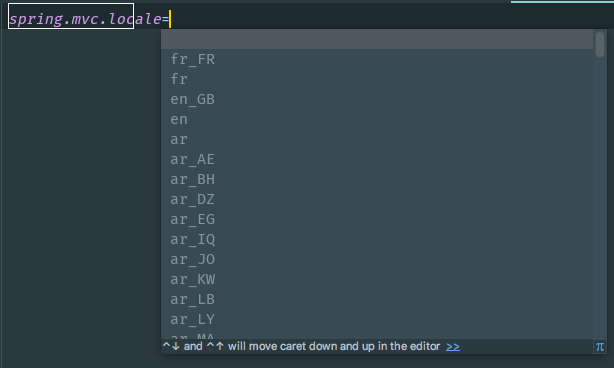 spring.mvc.locale=
fr_FR
fr
en_GB
en
ar
ar_AE
ar_BH
ar_DZ
ar_EG
ar_IQ
ar_JO
ar_KW
ar_LB
ar_LY
ar_MA
^↓ and ^↑ will move caret down and up in the editor >> π